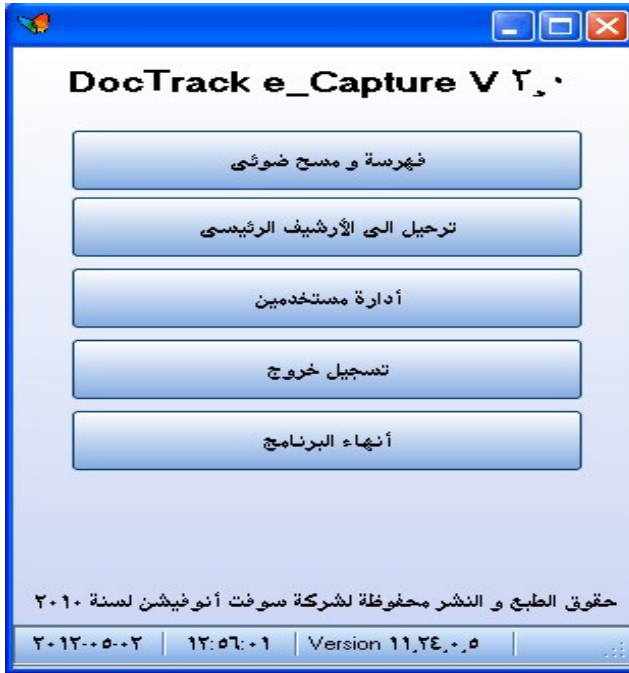 DocTrack e_Capture V ٢,٠
فهرسة و مسح ضوئى
ترحيل الى الأرشيف الرئيسى
أدارة مستخدمين
تسجيل خروج
أنهاء البرنامج
حقوق الطبع و النشر محفوظة لشركة سوفت أنوفيشن لسنة ٢٠١٠
٢٠١٢-٠٥-٠٢ ١٢:٥٦:٠١ Version ١١,٢٤,٠,٥